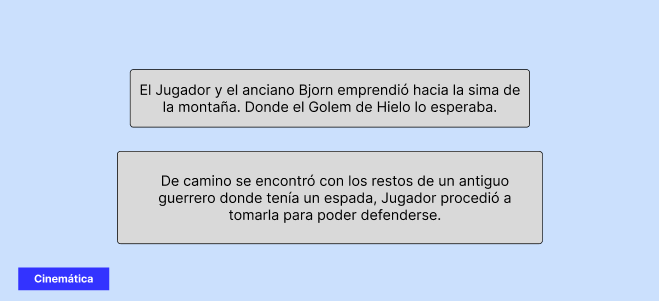 El Jugador y el anciano Bjorn emprendió hacia la sima de
la montaña. Donde el Golem de Hielo lo esperaba.
De camino se encontró con los restos de un antiguo
guerrero donde tenía un espada, Jugador procedió a
tomarla para poder defenderse.
Cinemática